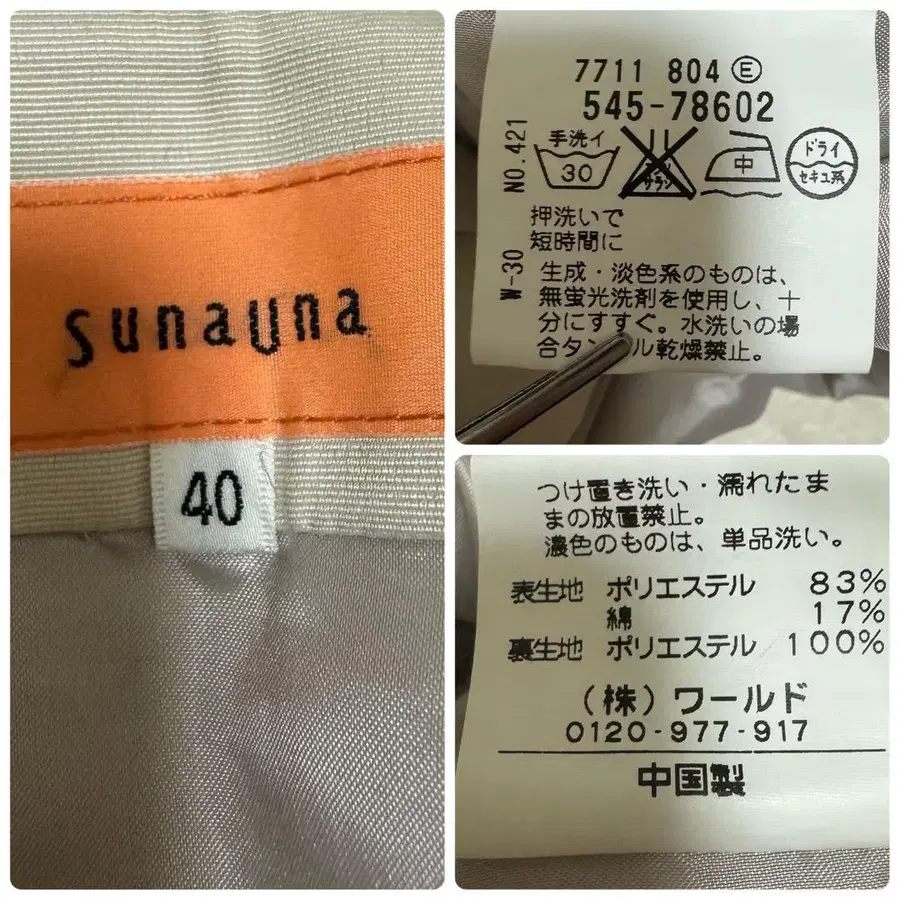 sunauna
40
7711 804 Ⓔ
545-78602
NO.421
W-30
手洗イ
30
中
ドライ
セキユ系
押洗いで
短時間に
生成・淡色系のものは、
無蛍光洗剤を使用し、十
分にすすぐ。水洗いの場
合タン ル乾燥禁止。
つけ置き洗い・濡れたま
まの放置禁止。
濃色のものは、単品洗い。
表生地 ポリエステル 83%
綿 17%
裏生地 ポリエステル 100%
(株)ワールド
0120-977-917
中国製